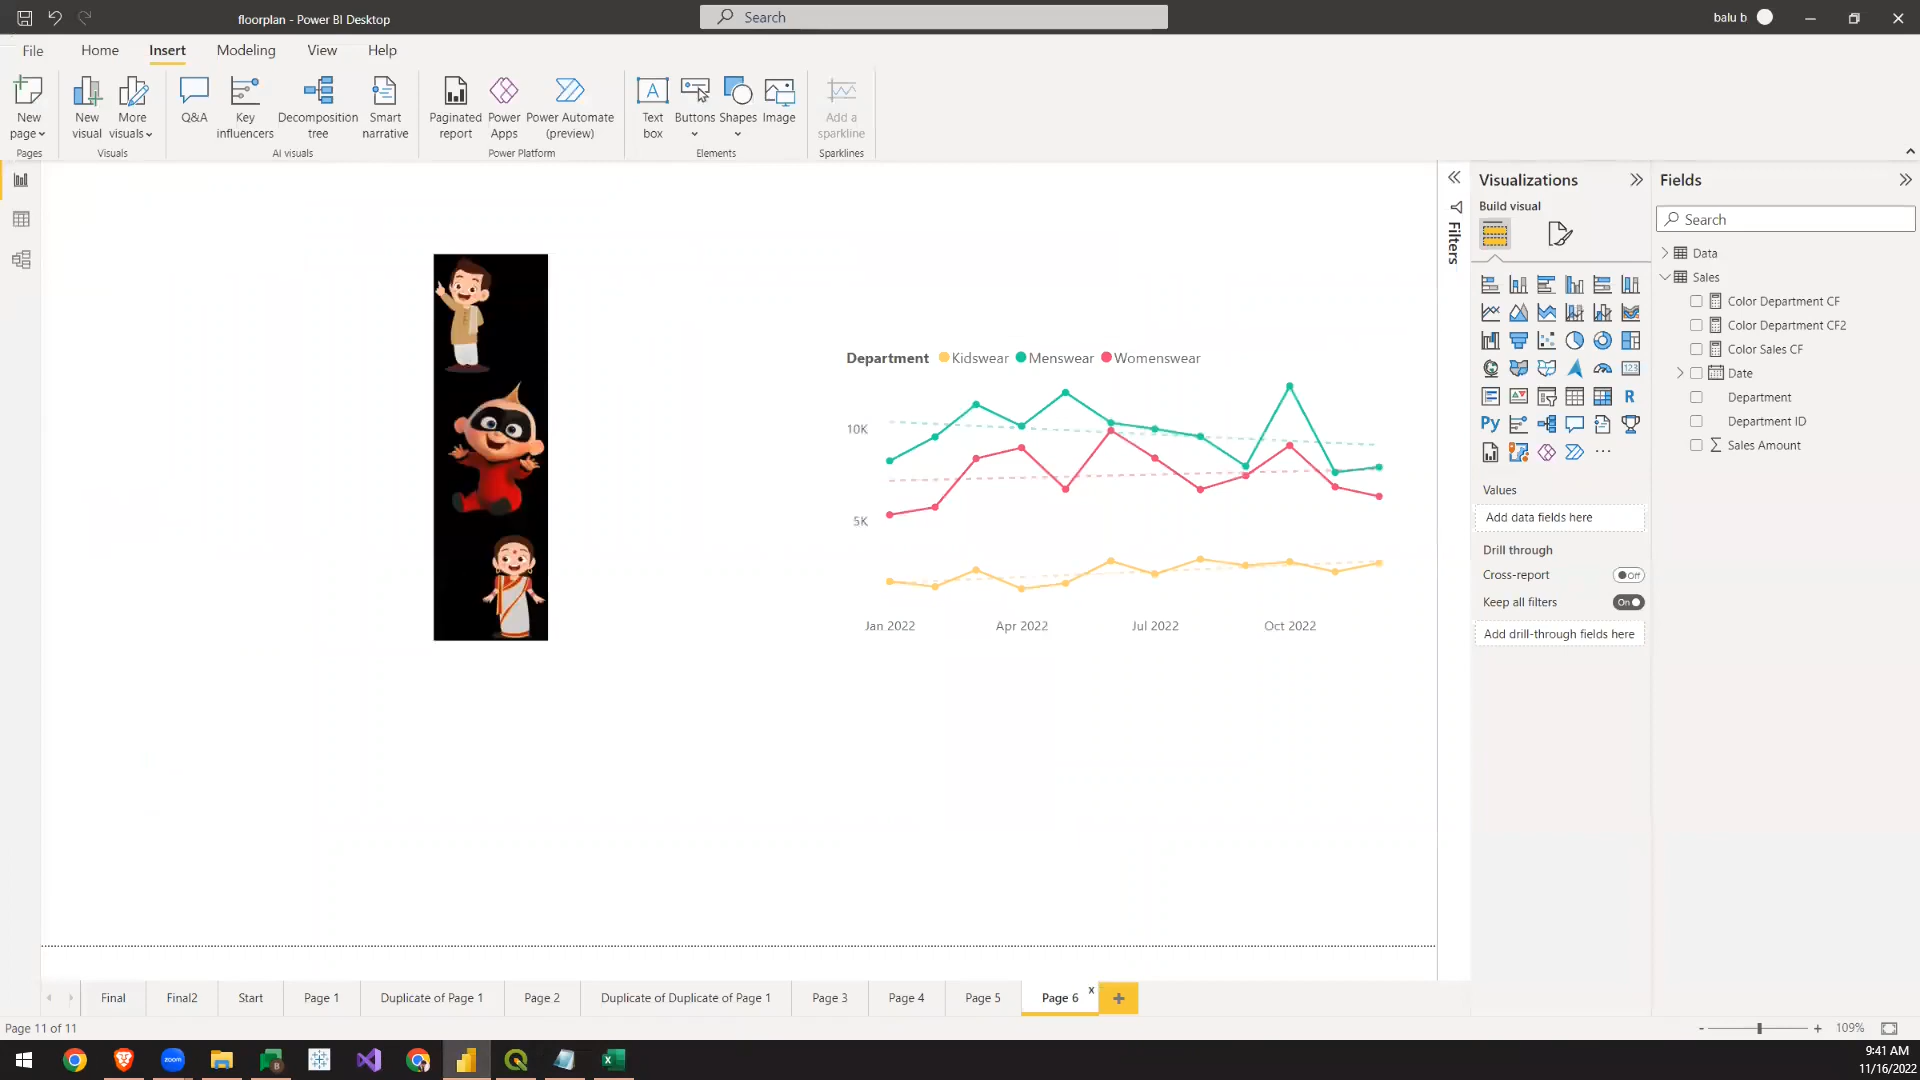 floorplan - Power BI Desktop
Search
balu b
File
Home
Insert
Modeling
View
Help
New page
New visual
More visuals
Q&A
Key influencers
Decomposition tree
Smart narrative
Paginated report
Power Apps
Power Automate (preview)
Text box
Buttons
Shapes
Image
Add a sparkline
Pages
Visuals
AI visuals
Power Platform
Elements
Sparklines
Department Kidswear Menswear Womenswear
10K
5K
Jan 2022
Apr 2022
Jul 2022
Oct 2022
Filters
Visualizations
Build visual
123
R
Py
Values
Add data fields here
Drill through
Cross-report
Off
Keep all filters
On
Add drill-through fields here
Fields
Search
Data
Sales
Color Department CF
Color Department CF2
Color Sales CF
Date
Department
Department ID
Σ Sales Amount
Final
Final2
Start
Page 1
Duplicate of Page 1
Page 2
Duplicate of Duplicate of Page 1
Page 3
Page 4
Page 5
Page 6
x
+
Page 11 of 11
-
+
109%
zoom
B
9:41 AM
11/16/2022